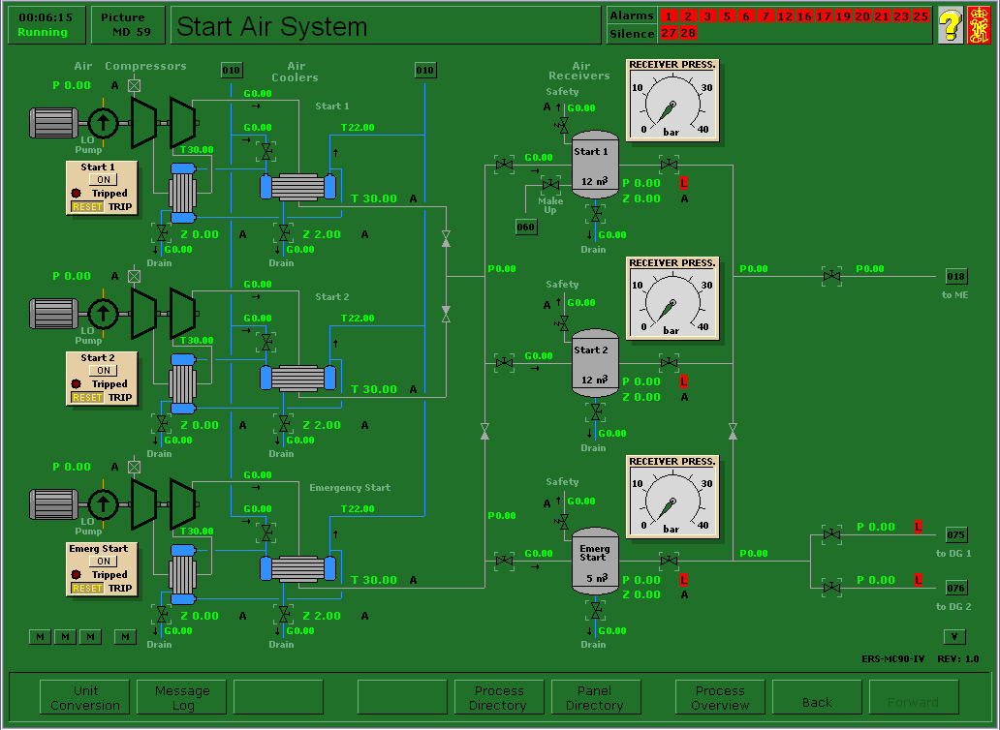 00:06:15
Running
Picture
MD 59
Start Air System
Alarms 1 2 3 5 6 7 12 16 17 19 20 21 23 25
Silence 27 28
?
Air Compressors
010
Air
Coolers
010
Air
Receivers
RECEIVER PRESS.
P 0.00 A
G0.00
Start 1
Safety
A G0.00
10 30
0 40
bar
LO
Pump
T30.00
G0.00
T22.00
Start 1
ON
Tripped
RESET TRIP
G0.00
Start 1
12 m³
P 0.00 L
Z 0.00 A
Make
Up
060
T 30.00 A
Z 0.00 A
Z 2.00 A
G0.00
Drain
G0.00
Drain
G0.00
Drain
P 0.00 A
G0.00
Start 2
P0.00
RECEIVER PRESS.
P0.00
P0.00
018
to ME
Safety
A G0.00
10 30
0 40
bar
LO
Pump
T30.00
G0.00
T22.00
Start 2
ON
Tripped
RESET TRIP
G0.00
Start 2
12 m³
P 0.00 L
Z 0.00 A
T 30.00 A
Z 0.00 A
Z 2.00 A
G0.00
Drain
G0.00
Drain
G0.00
Drain
P 0.00 A
G0.00
Emergency Start
RECEIVER PRESS.
Safety
A G0.00
10 30
0 40
bar
LO
Pump
T30.00
G0.00
T22.00
P0.00
P 0.00 L
075
to DG 1
Emerg Start
ON
Tripped
RESET TRIP
G0.00
Emerg
Start
5 m³
P0.00
P 0.00 L
Z 0.00 A
T 30.00 A
P 0.00 L
076
to DG 2
Z 0.00 A
Z 2.00 A
G0.00
Drain
G0.00
Drain
G0.00
Drain
M M M M
V
ERS-MC90-IV REV: 1.0
Unit
Conversion
Message
Log
Process
Directory
Panel
Directory
Process
Overview
Back
Forward